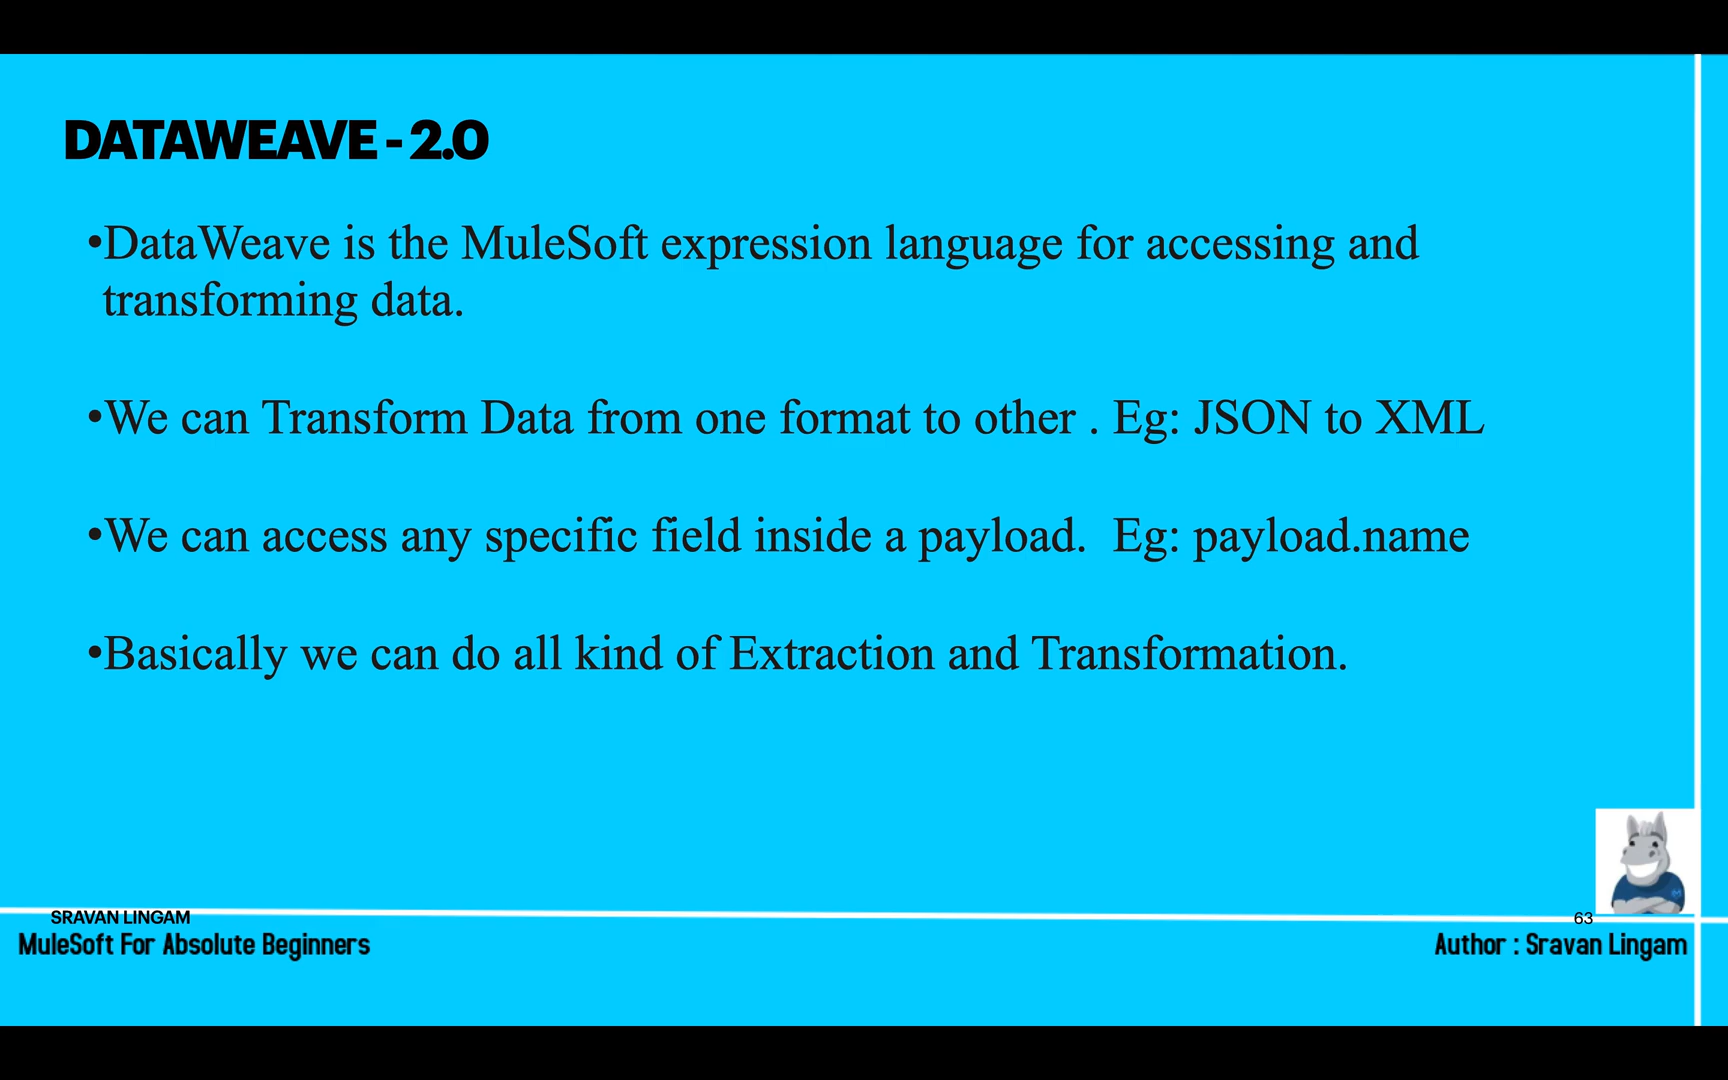 DATAWEAVE - 2.0
•DataWeave is the MuleSoft expression language for accessing and
transforming data.
•We can Transform Data from one format to other . Eg: JSON to XML
•We can access any specific field inside a payload.  Eg: payload.name
•Basically we can do all kind of Extraction and Transformation.
SRAVAN LINGAM
63
MuleSoft For Absolute Beginners
Author : Sravan Lingam